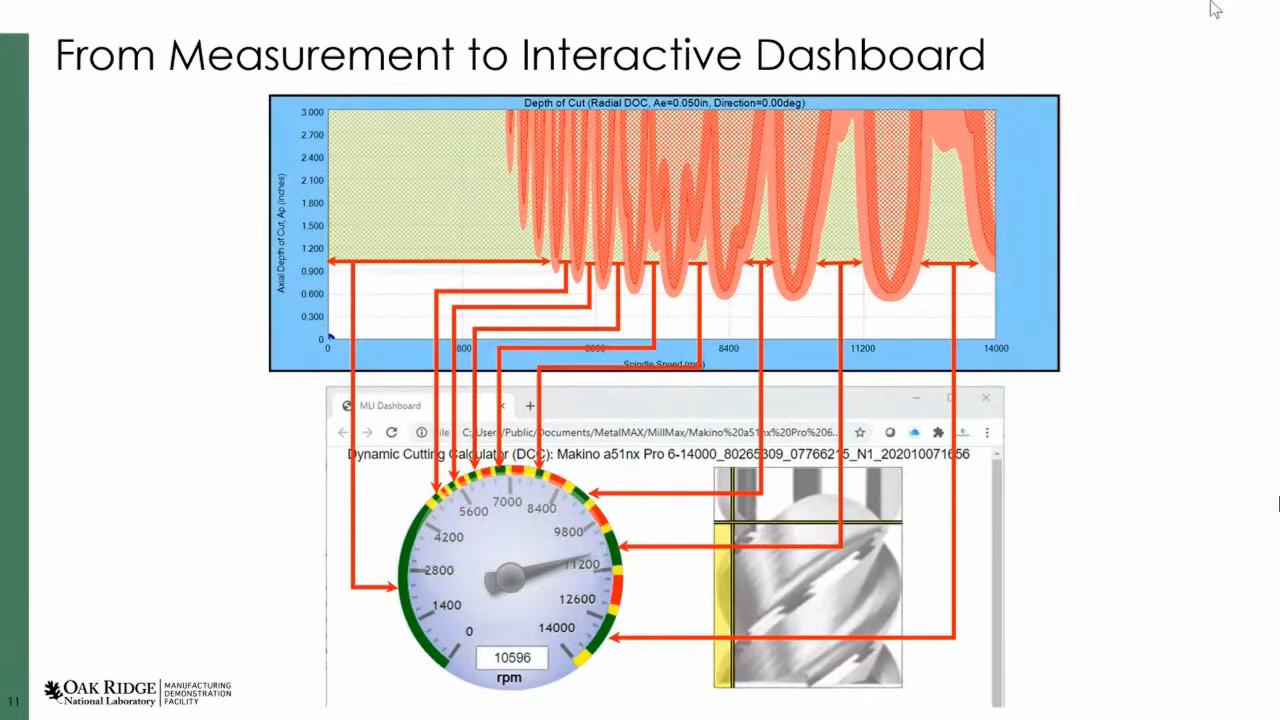 From Measurement to Interactive Dashboard
Depth of Cut (Radial DOC, Ae=0.050in, Direction=0.00deg)
Axial Depth of Cut, Ap (inches)
3.000
2.700
2.400
2.100
1.800
1.500
1.200
0.900
0.600
0.300
0
0
8400
11200
14000
Spindle Speed
MLI Dashboard
C:/Users/Public/Documents/MetalMAX/MillMax/Makino%20a51nx%20Pro%206...
Dynamic Cutting Calculator (DCC): Makino a51nx Pro 6-14000_80265309_07766215_N1_202010071656
7000
5600
8400
4200
9800
2800
11200
1400
12600
0
14000
10596
rpm
11
OAK RIDGE
National Laboratory
MANUFACTURING
DEMONSTRATION
FACILITY